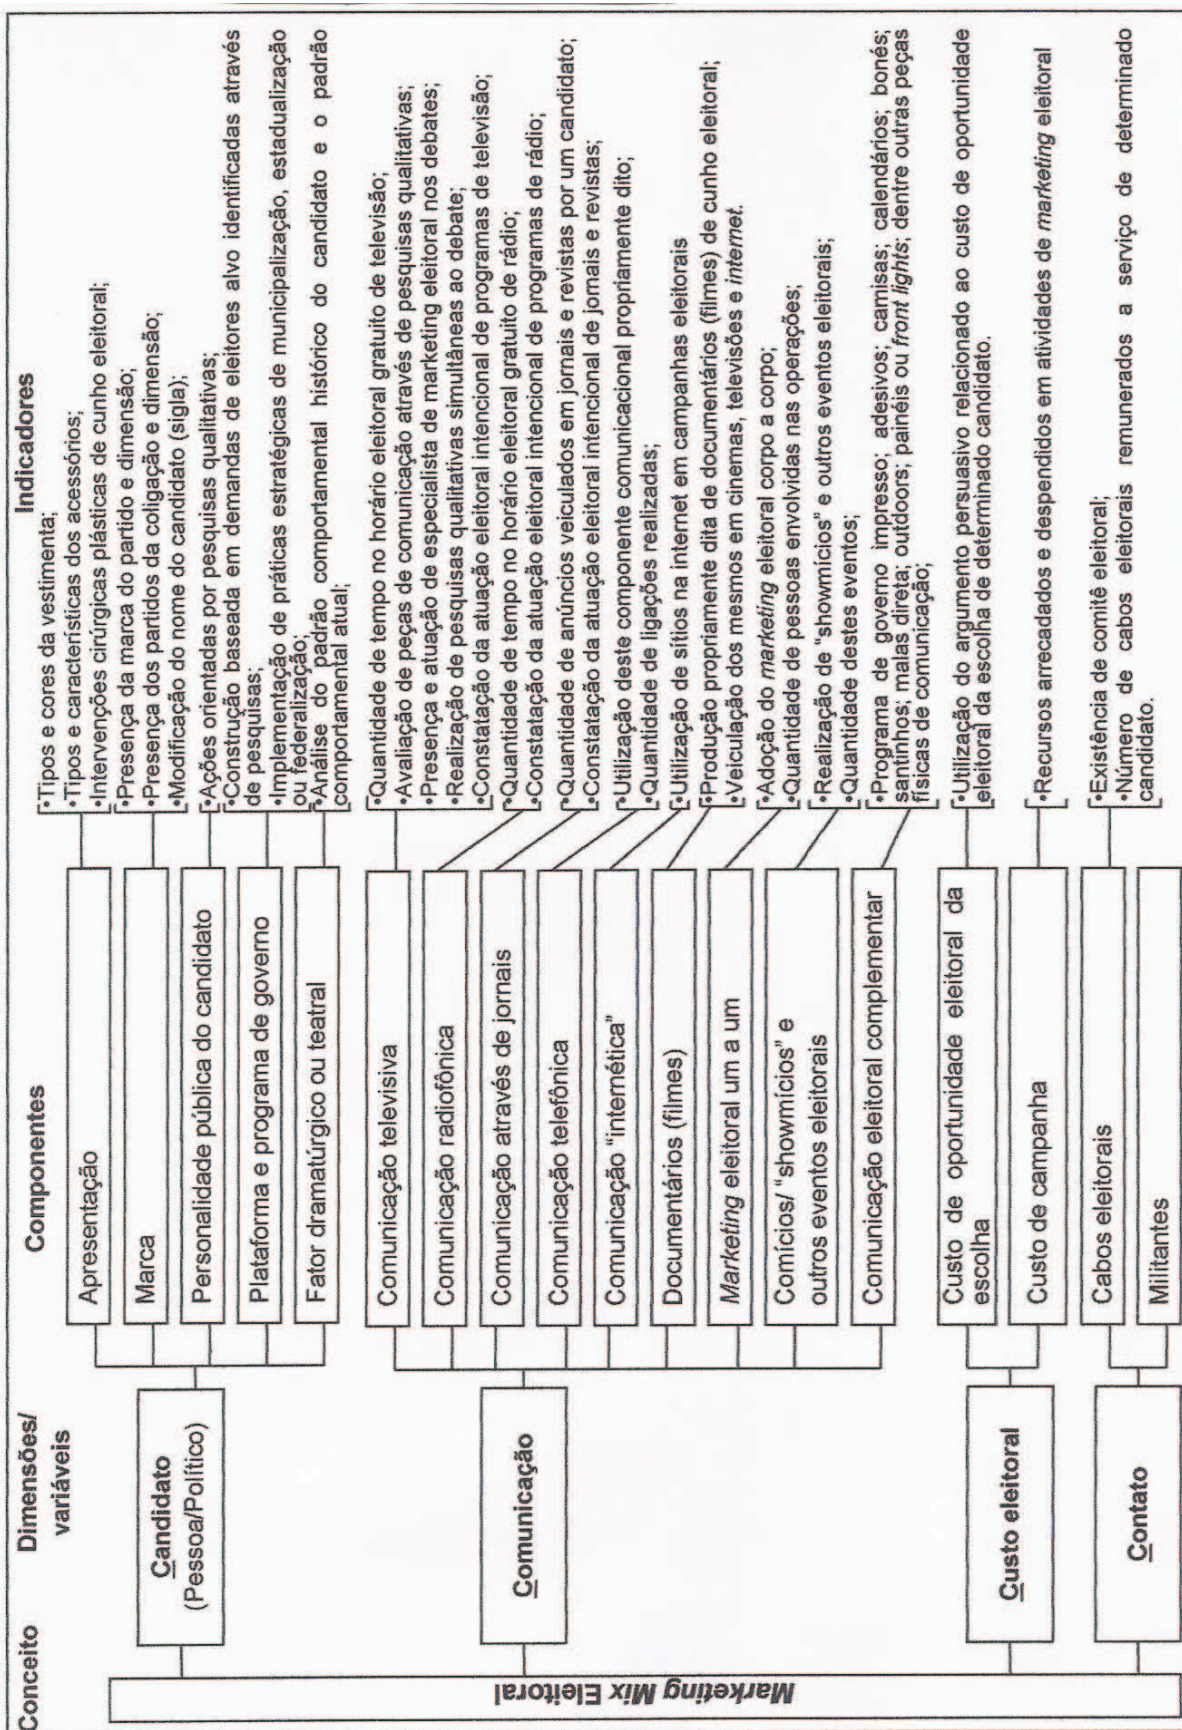 Conceito
Dimensões/
variáveis
Componentes
Indicadores
Marketing Mix Eleitoral
Candidato
(Pessoa/Político)
Apresentação
•Tipos e cores da vestimenta;
•Tipos e características dos acessórios;
•Intervenções cirúrgicas plásticas de cunho eleitoral;
Marca
•Presença da marca do partido e dimensão;
•Presença dos partidos da coligação e dimensão;
•Modificação do nome do candidato (sigla);
Personalidade pública do candidato
•Ações orientadas por pesquisas qualitativas;
•Construção baseada em demandas de eleitores alvo identificadas através
de pesquisas;
Plataforma e programa de governo
•Implementação de práticas estratégicas de municipalização, estadualização
ou federalização;
Fator dramatúrgico ou teatral
•Análise do padrão comportamental histórico do candidato e o padrão
comportamental atual;
Comunicação
Comunicação televisiva
•Quantidade de tempo no horário eleitoral gratuito de televisão;
•Avaliação de peças de comunicação através de pesquisas qualitativas;
•Presença e atuação de especialista de marketing eleitoral nos debates;
•Realização de pesquisas qualitativas simultâneas ao debate;
•Constatação da atuação eleitoral intencional de programas de televisão;
Comunicação radiofônica
•Quantidade de tempo no horário eleitoral gratuito de rádio;
•Constatação da atuação eleitoral intencional de programas de rádio;
Comunicação através de jornais
•Quantidade de anúncios veiculados em jornais e revistas por um candidato;
•Constatação da atuação eleitoral intencional de jornais e revistas;
Comunicação telefônica
•Utilização deste componente comunicacional propriamente dito;
•Quantidade de ligações realizadas;
Comunicação “internética”
•Utilização de sítios na internet em campanhas eleitorais
Documentários (filmes)
•Produção propriamente dita de documentários (filmes) de cunho eleitoral;
•Veiculação dos mesmos em cinemas, televisões e internet.
Marketing eleitoral um a um
•Adoção do marketing eleitoral corpo a corpo;
•Quantidade de pessoas envolvidas nas operações;
Comícios/ “showmícios” e
outros eventos eleitorais
•Realização de “showmícios” e outros eventos eleitorais;
•Quantidade destes eventos;
Comunicação eleitoral complementar
•Programa de governo impresso; adesivos; camisas; calendários; bonés;
santinhos; malas direta; outdoors; painéis ou front lights; dentre outras peças
físicas de comunicação;
Custo eleitoral
Custo de oportunidade eleitoral da
escolha
•Utilização do argumento persuasivo relacionado ao custo de oportunidade
eleitoral da escolha de determinado candidato.
Custo de campanha
•Recursos arrecadados e despendidos em atividades de marketing eleitoral
Contato
Cabos eleitorais
•Existência de comitê eleitoral;
•Número de cabos eleitorais remunerados a serviço de determinado
candidato.
Militantes